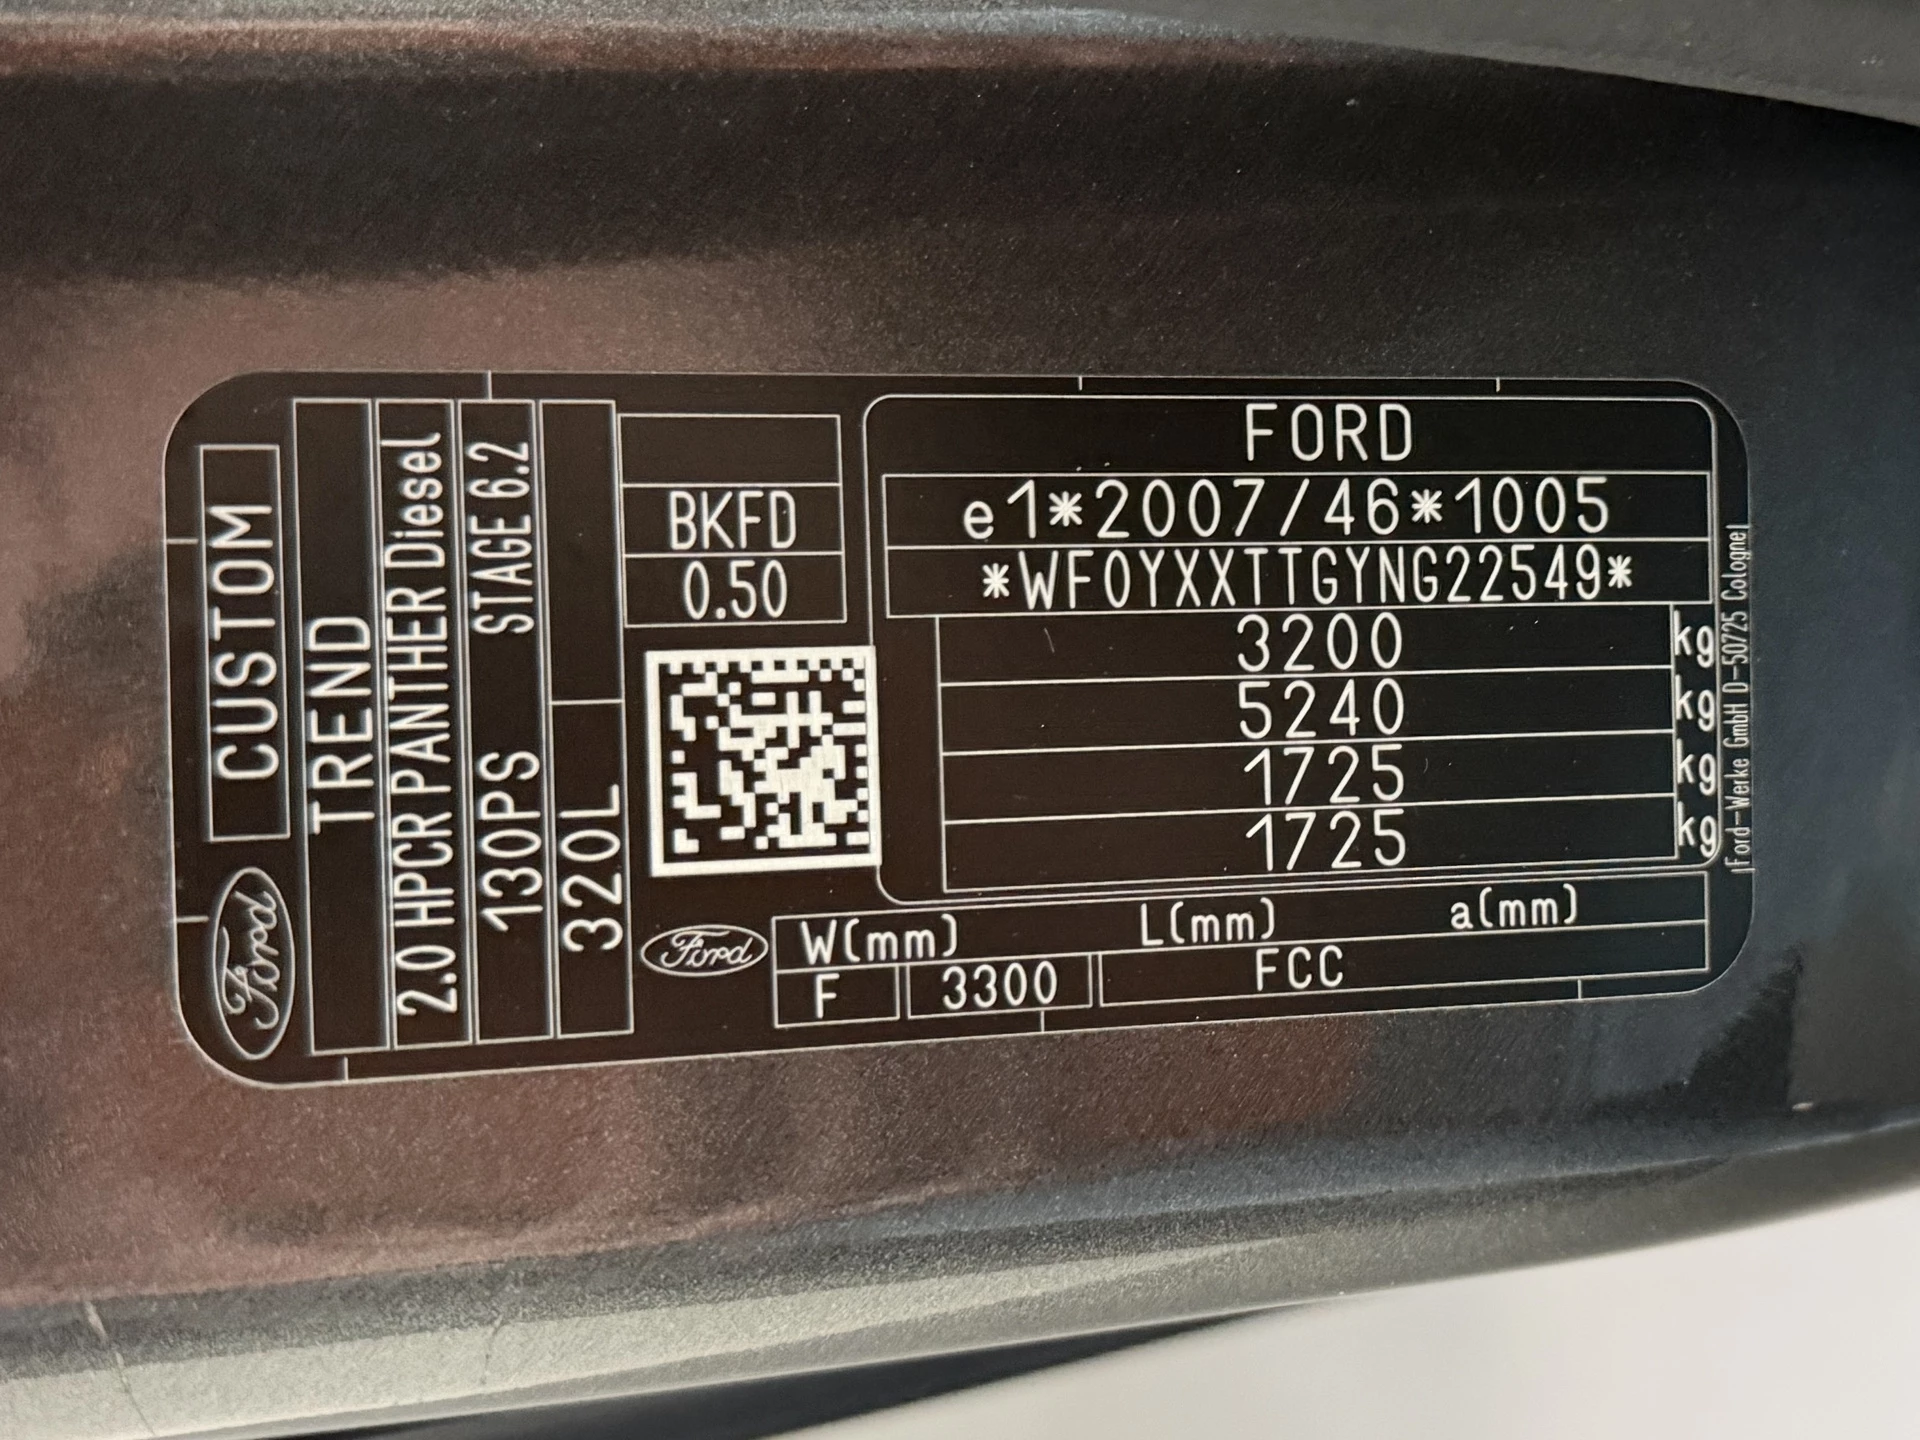 Ford
CUSTOM
TREND
2.0 HPCR PANTHER Diesel
130PS STAGE 6.2
320L
BKFD
0.50
FORD
e1*2007/46*1005
*WF0YXXTTGYNG22549*
3200 kg
5240 kg
1725 kg
1725 kg
Ford-Werke GmbH D-50725 Cologne
Ford
W(mm) L(mm) a(mm)
F 3300 FCC